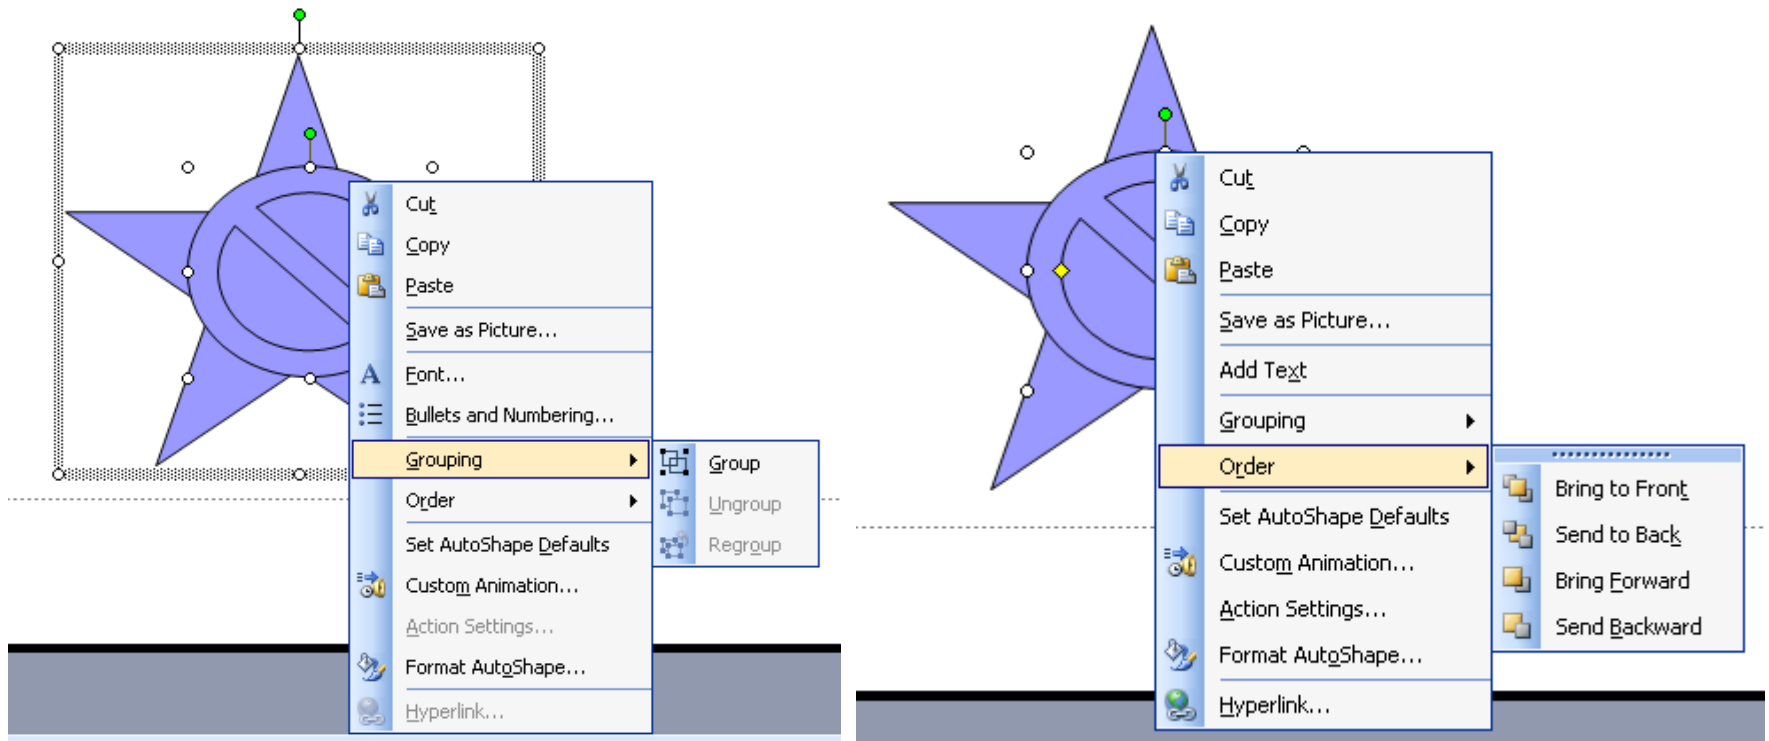 Cut
Copy
Paste
Save as Picture...
Font...
Bullets and Numbering...
Grouping
Order
Set AutoShape Defaults
Custom Animation...
Action Settings...
Format AutoShape...
Hyperlink...
Group
Ungroup
Regroup
Cut
Copy
Paste
Save as Picture...
Add Text
Grouping
Order
Set AutoShape Defaults
Custom Animation...
Action Settings...
Format AutoShape...
Hyperlink...
Bring to Front
Send to Back
Bring Forward
Send Backward